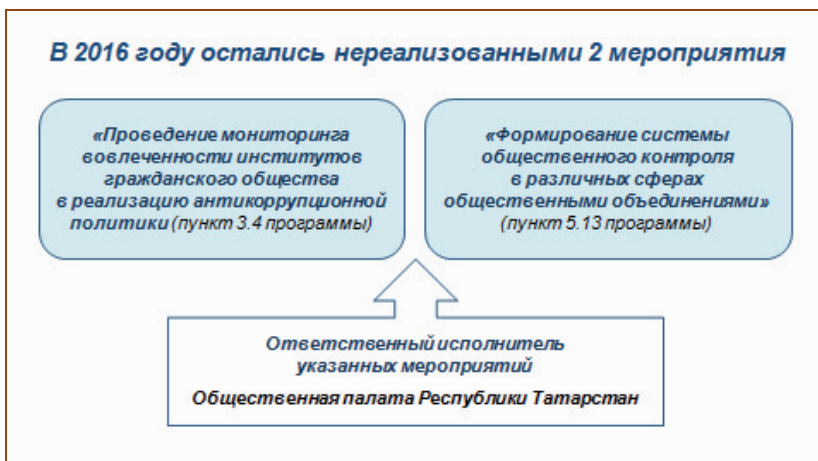 В 2016 году остались нереализованными 2 мероприятия
«Проведение мониторинга
вовлеченности институтов
гражданского общества
в реализацию антикоррупционной
политики (пункт 3.4 программы)
«Формирование системы
общественного контроля
в различных сферах
общественными объединениями»
(пункт 5.13 программы)
Ответственный исполнитель
указанных мероприятий
Общественная палата Республики Татарстан